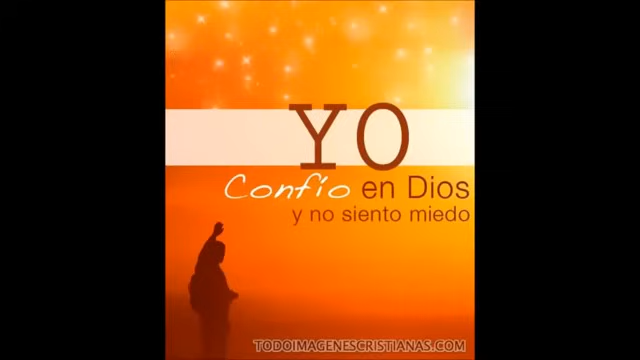 YO
Confío en Dios
y no siento miedo
TODOIMAGENESCRISTIANAS.COM